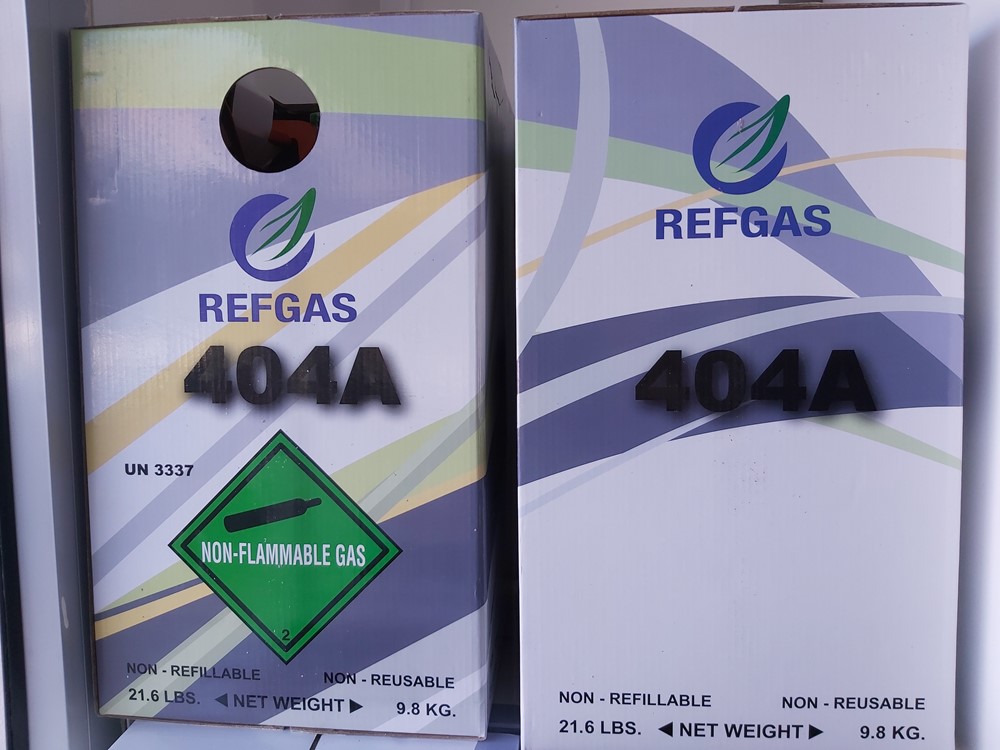 REFGAS
404A
UN 3337
NON-FLAMMABLE GAS
2
NON - REFILLABLE NON - REUSABLE
21.6 LBS. ◀ NET WEIGHT ▶ 9.8 KG.
REFGAS
404A
NON - REFILLABLE NON - REUSABLE
21.6 LBS. ◀ NET WEIGHT ▶ 9.8 KG.